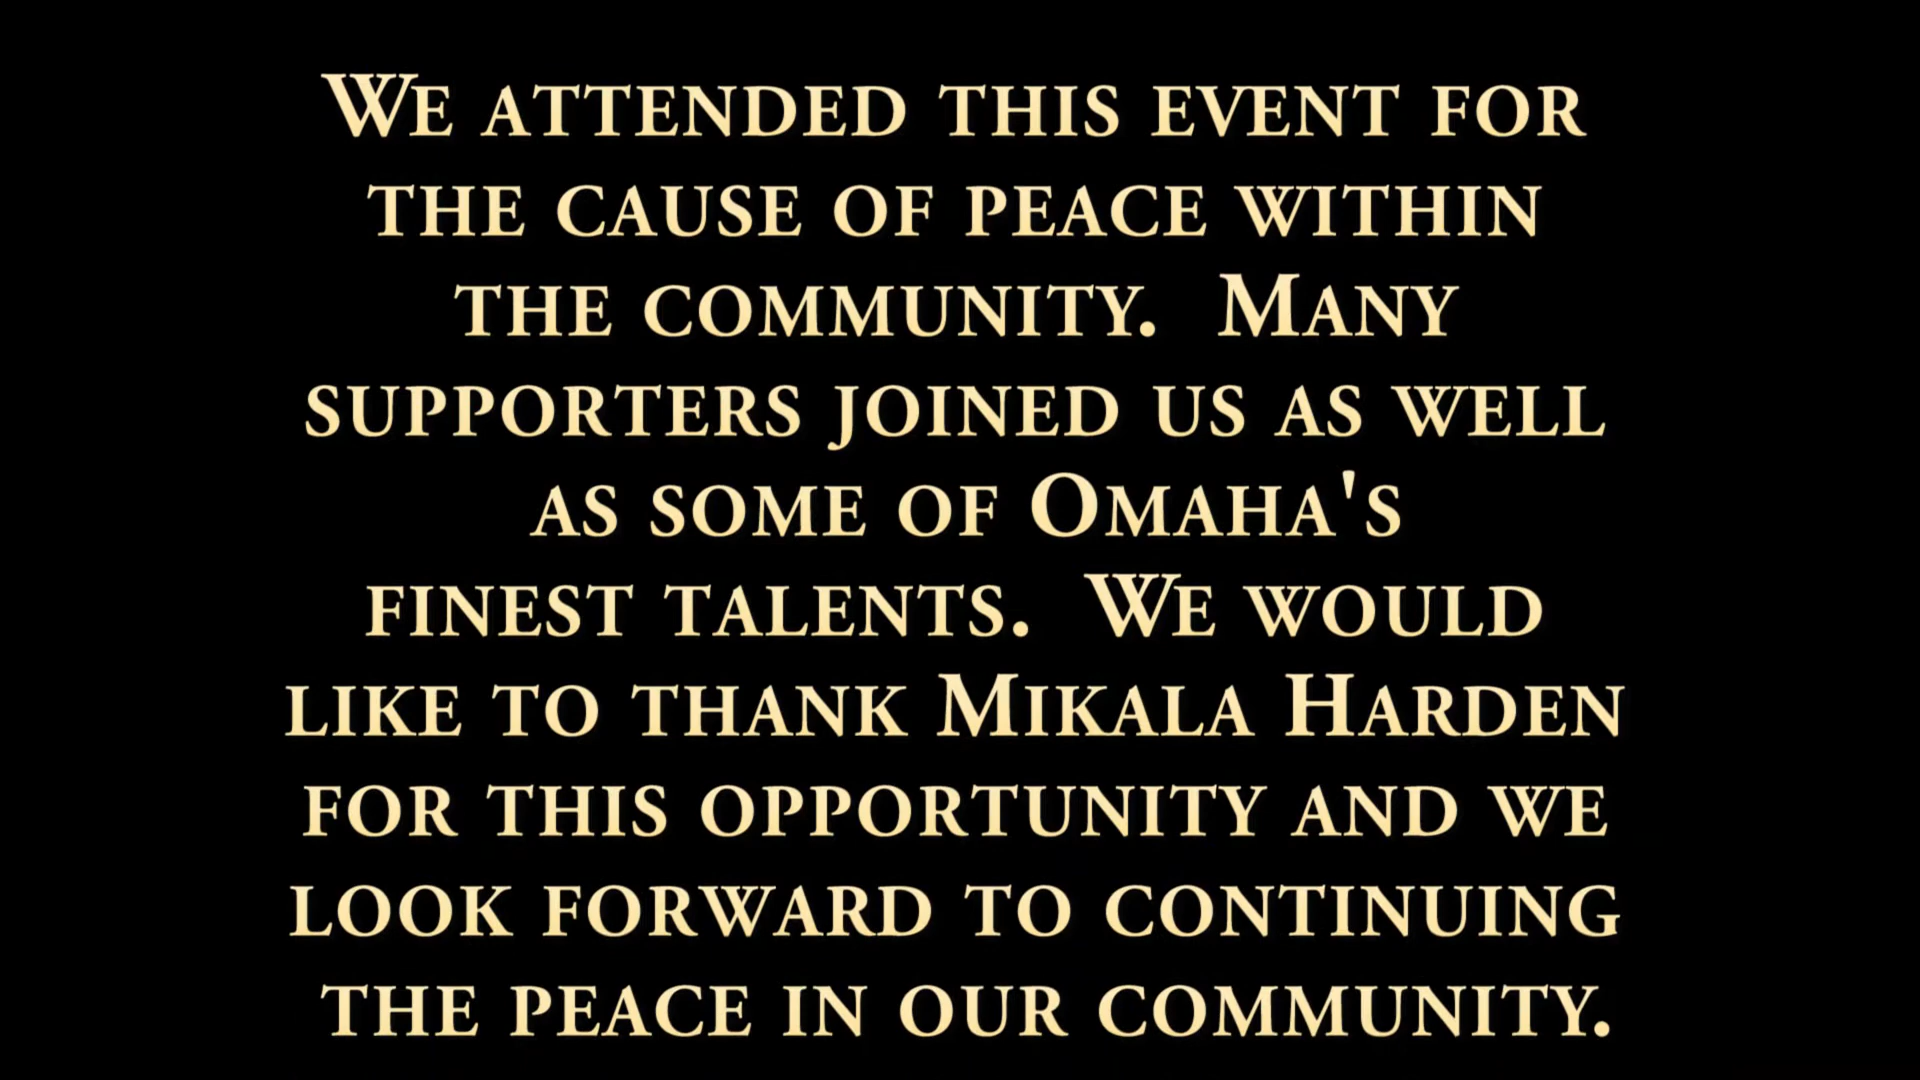 We attended this event for
the cause of peace within
the community.  Many
supporters joined us as well
as some of Omaha's
finest talents.  We would
like to thank Mikala Harden
for this opportunity and we
look forward to continuing
the peace in our community.